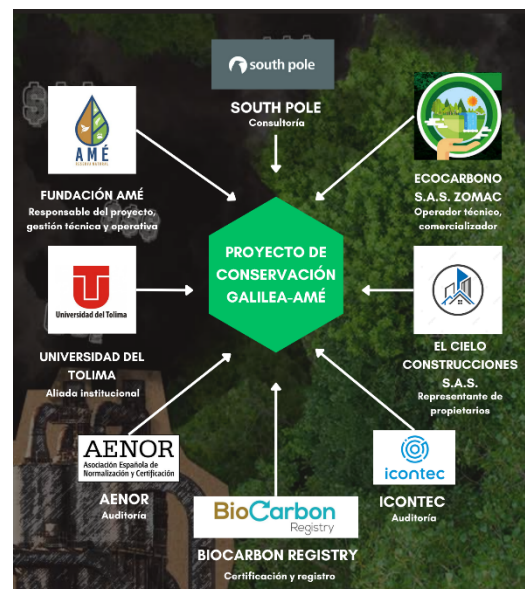 south pole
SOUTH POLE
Consultoría
AMÉ
RESERVA NATURAL
FUNDACIÓN AMÉ
Responsable del proyecto,
gestión técnica y operativa
ECOCARBONO
S.A.S. ZOMAC
Operador técnico,
comercializador
PROYECTO DE
CONSERVACIÓN
GALILEA-AMÉ
Universidad del Tolima
UNIVERSIDAD DEL
TOLIMA
Aliada institucional
EL CIELO
CONSTRUCCIONES
S.A.S.
Representante de
propietarios
AENOR
Asociación Española de
Normalización y Certificación
AENOR
Auditoría
icontec
ICONTEC
Auditoría
BioCarbon
Registry
BIOCARBON REGISTRY
Certificación y registro